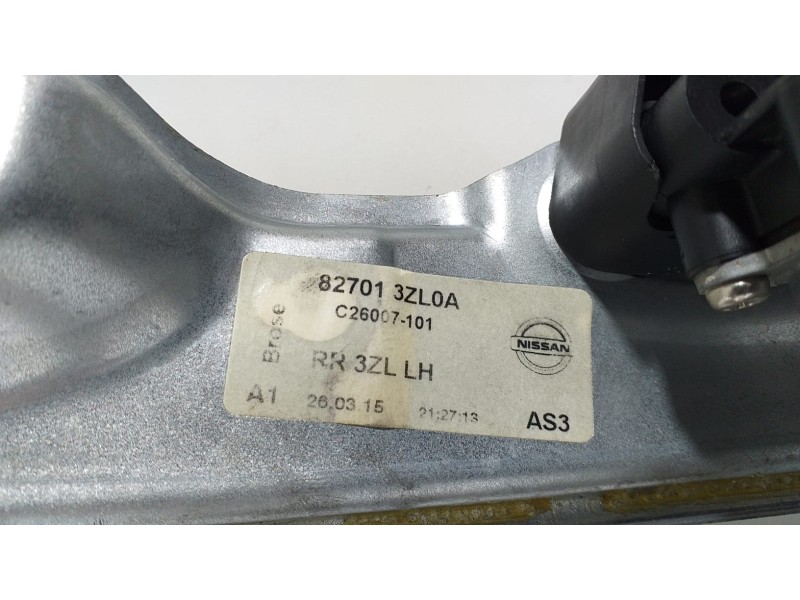 82701 3ZL0A
C26007-101
Brose
NISSAN
RR 3ZL LH
A1 26.03.15 21:27:13 AS3